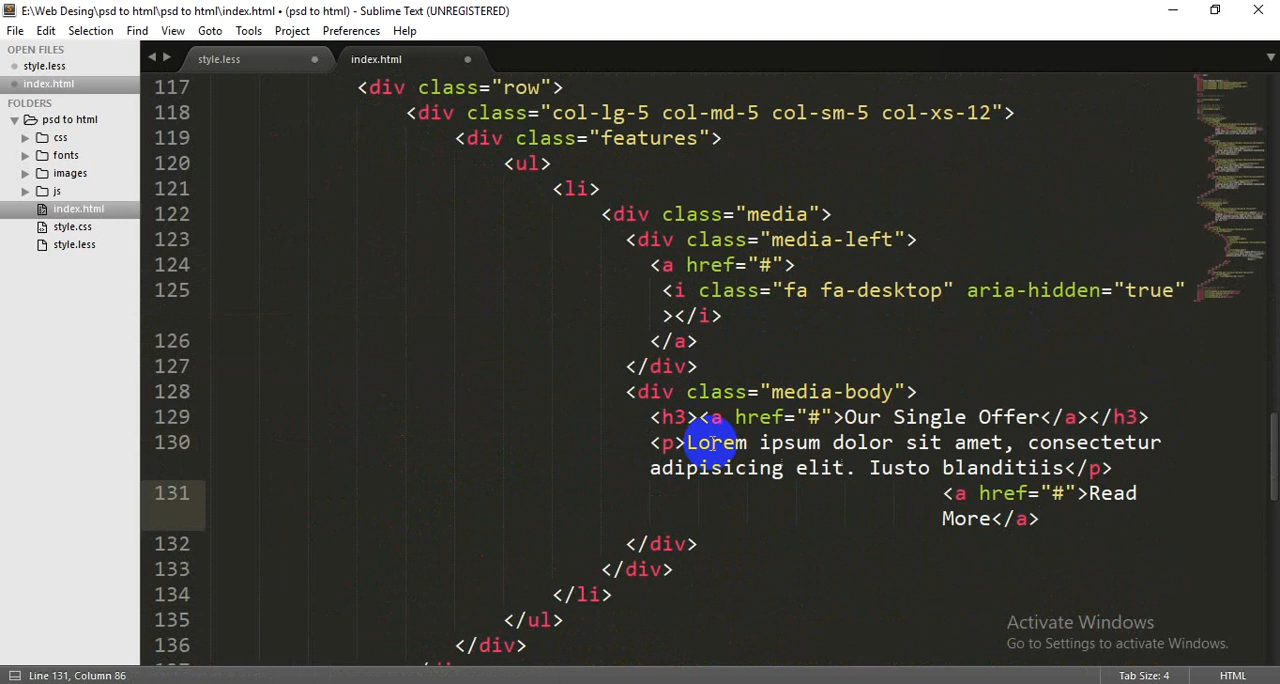 E:\Web Desing\psd to html\psd to html\index.html • (psd to html) - Sublime Text (UNREGISTERED)
File Edit Selection Find View Goto Tools Project Preferences Help
OPEN FILES
style.less
index.html
FOLDERS
psd to html
css
fonts
images
js
index.html
style.css
style.less
style.less index.html
117 <div class="row">
118 <div class="col-lg-5 col-md-5 col-sm-5 col-xs-12">
119 <div class="features">
120 <ul>
121 <li>
122 <div class="media">
123 <div class="media-left">
124 <a href="#">
125 <i class="fa fa-desktop" aria-hidden="true"
></i>
126 </a>
127 </div>
128 <div class="media-body">
129 <h3><a href="#">Our Single Offer</a></h3>
130 <p>Lorem ipsum dolor sit amet, consectetur
adipisicing elit. Iusto blanditiis</p>
131 <a href="#">Read
More</a>
132 </div>
133 </div>
134 </li>
135 </ul>
136 </div>
Activate Windows
Go to Settings to activate Windows.
Line 131, Column 86
Tab Size: 4
HTML